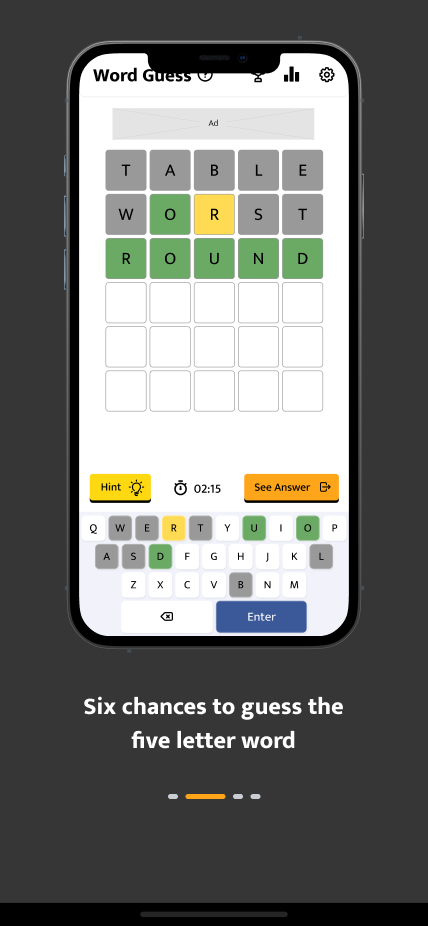 Word Guess ?
Ad
T A B L E
W O R S T
R O U N D
Hint 02:15 See Answer
Q W E R T Y U I O P
A S D F G H J K L
Z X C V B N M
Enter
Six chances to guess the
five letter word